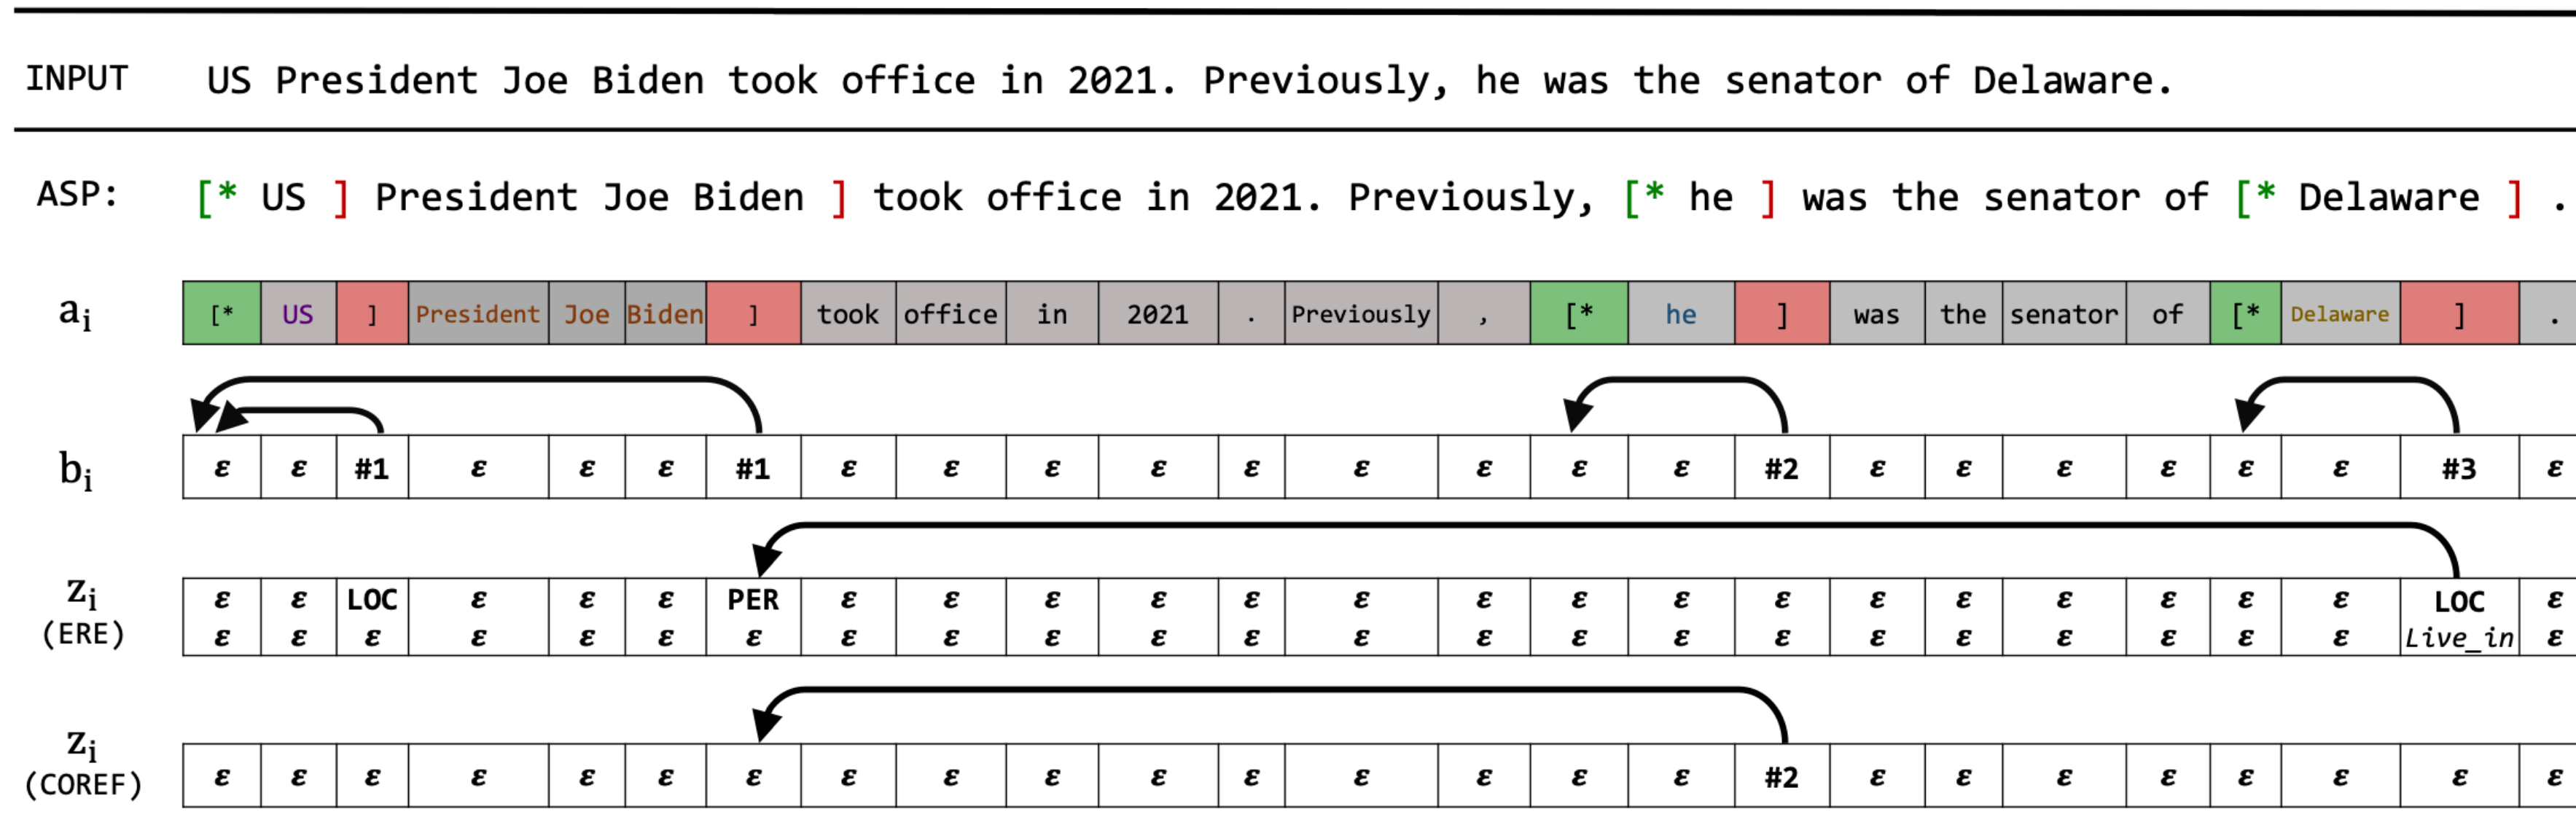 INPUT US President Joe Biden took office in 2021. Previously, he was the senator of Delaware.
ASP: [* US ] President Joe Biden ] took office in 2021. Previously, [* he ] was the senator of [* Delaware ] .
aᵢ [* US ] President Joe Biden ] took office in 2021 . Previously , [* he ] was the senator of [* Delaware ] .
bᵢ ε ε #1 ε ε ε #1 ε ε ε ε ε ε ε ε ε #2 ε ε ε ε ε ε #3 ε
zᵢ ε ε LOC ε ε ε PER ε ε ε ε ε ε ε ε ε ε ε ε ε ε ε ε LOC ε
(ERE) ε ε ε ε ε ε ε ε ε ε ε ε ε ε ε ε ε ε ε ε ε ε ε Live_in ε
zᵢ
(COREF) ε ε ε ε ε ε ε ε ε ε ε ε ε ε ε ε #2 ε ε ε ε ε ε ε ε